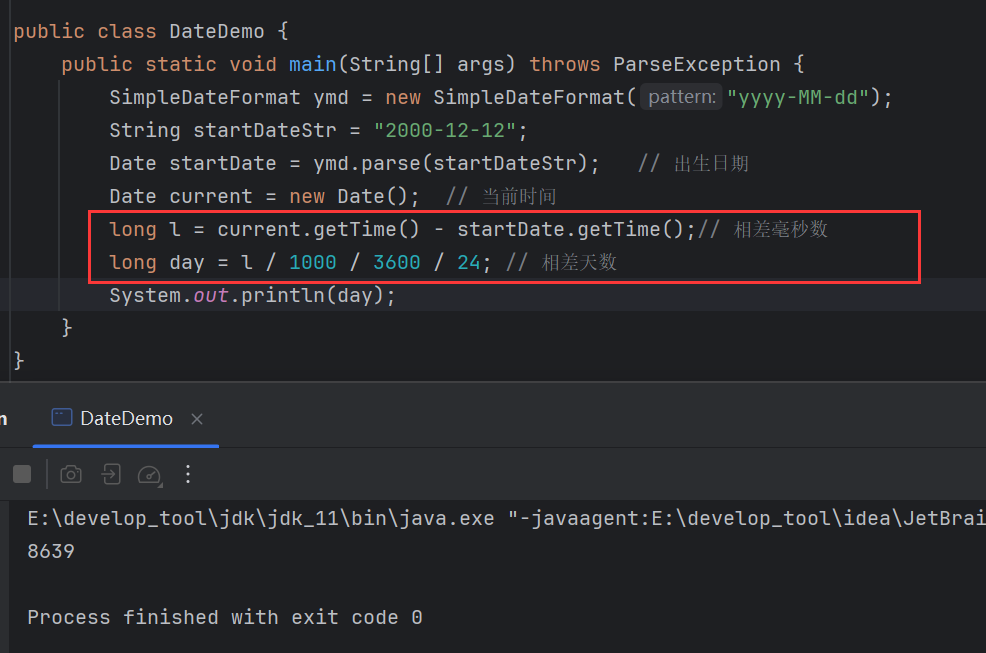 public class DateDemo {
public static void main(String[] args) throws ParseException {
SimpleDateFormat ymd = new SimpleDateFormat( pattern: "yyyy-MM-dd");
String startDateStr = "2000-12-12";
Date startDate = ymd.parse(startDateStr); // 出生日期
Date current = new Date(); // 当前时间
long l = current.getTime() - startDate.getTime();// 相差毫秒数
long day = l / 1000 / 3600 / 24; // 相差天数
System.out.println(day);
}
}
n DateDemo ×
E:\develop_tool\jdk\jdk_11\bin\java.exe "-javaagent:E:\develop_tool\idea\JetBrai
8639
Process finished with exit code 0